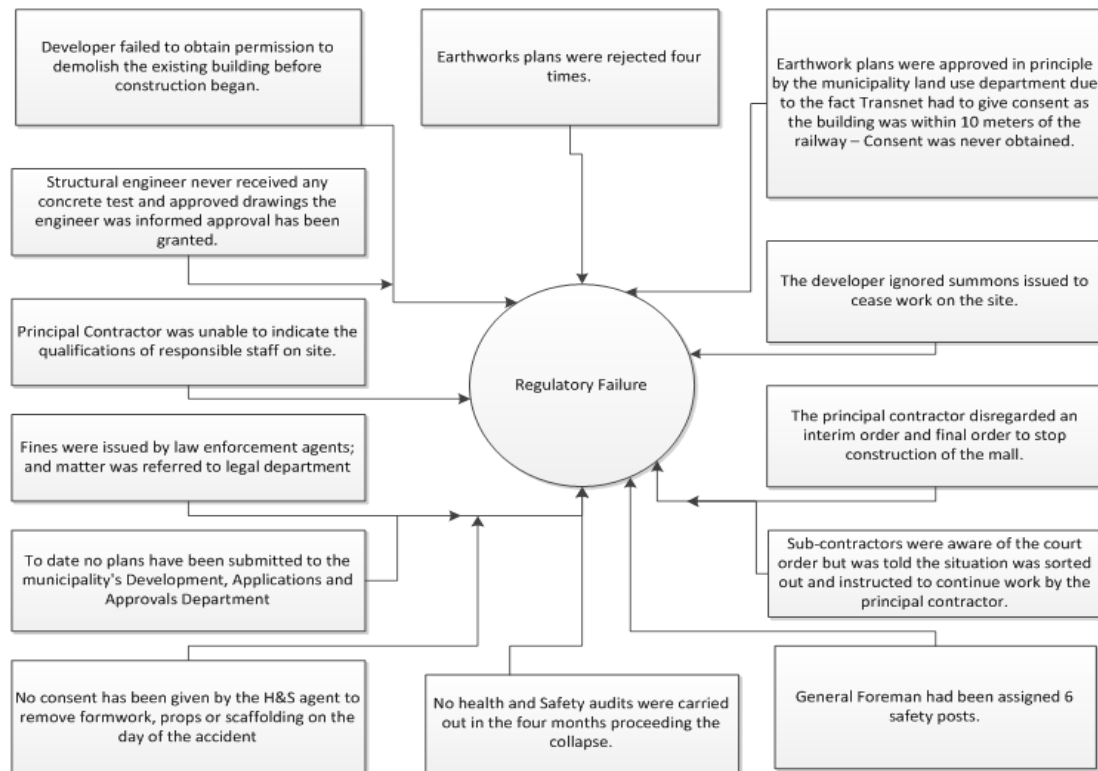 Developer failed to obtain permission to
demolish the existing building before
construction began.
Earthworks plans were rejected four
times.
Earthwork plans were approved in principle
by the municipality land use department due
to the fact Transnet had to give consent as
the building was within 10 meters of the
railway – Consent was never obtained.
Structural engineer never received any
concrete test and approved drawings the
engineer was informed approval has been
granted.
The developer ignored summons issued to
cease work on the site.
Principal Contractor was unable to indicate the
qualifications of responsible staff on site.
Regulatory Failure
The principal contractor disregarded an
interim order and final order to stop
construction of the mall.
Fines were issued by law enforcement agents;
and matter was referred to legal department
Sub-contractors were aware of the court
order but was told the situation was sorted
out and instructed to continue work by the
principal contractor.
To date no plans have been submitted to the
municipality's Development, Applications and
Approvals Department
No consent has been given by the H&S agent to
remove formwork, props or scaffolding on the
day of the accident
No health and Safety audits were carried
out in the four months proceeding the
collapse.
General Foreman had been assigned 6
safety posts.